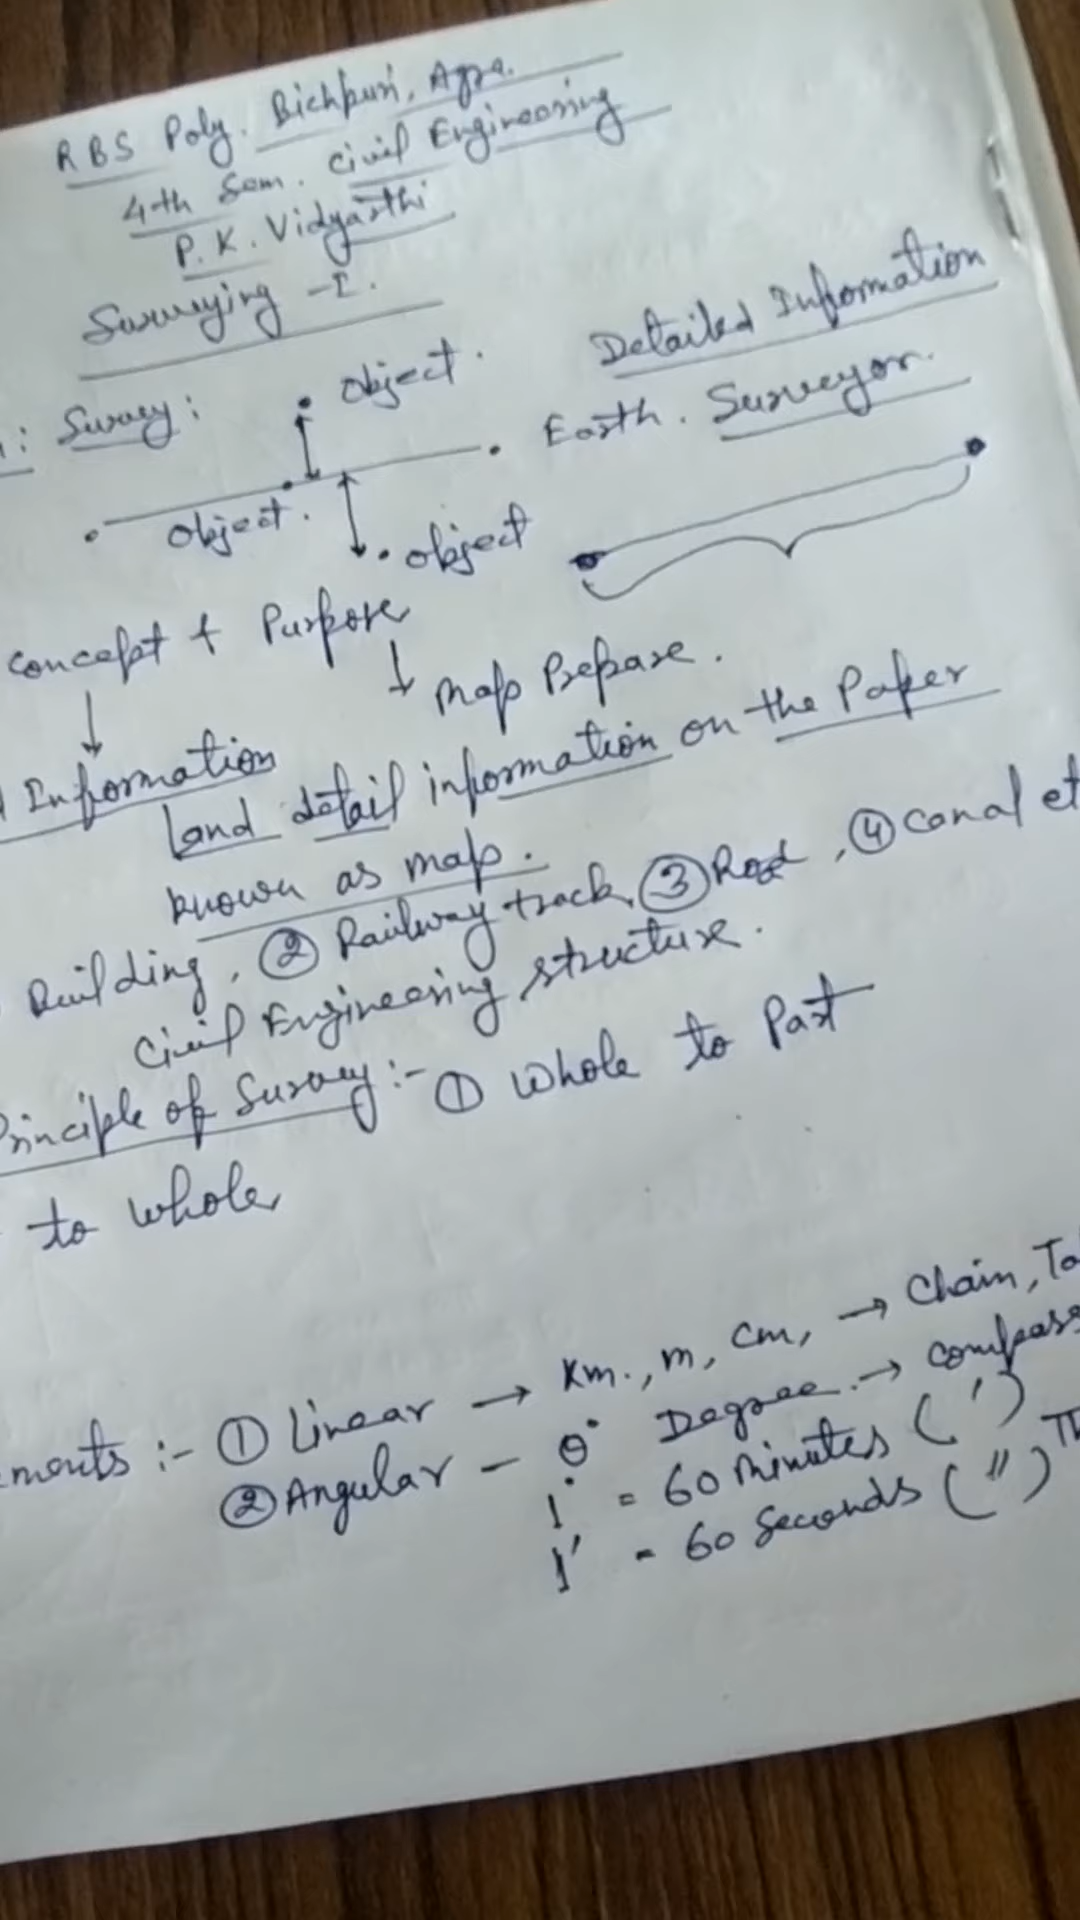 RBS Poly. Bichpuri, Agra.
4th Sem. Civil Engineering
P.K. Vidyarthi
Surveying -I.
Detailed Information
: Survey:
object.
Earth. Surveyor.
object.
object
Concept + Purpose
Map Prepare.
Information
Land detail information on the Paper
known as map.
Building, ② Railway track, ③ Road, ④ Canal et
Civil Engineering structure.
Principle of Survey:- ① Whole to Part
to whole
ments:- ① Linear → Km., m, cm, → Chain, Ta
② Angular – θ° Degree. → Compass
1° = 60 Minutes (')
1' = 60 Seconds (") Th